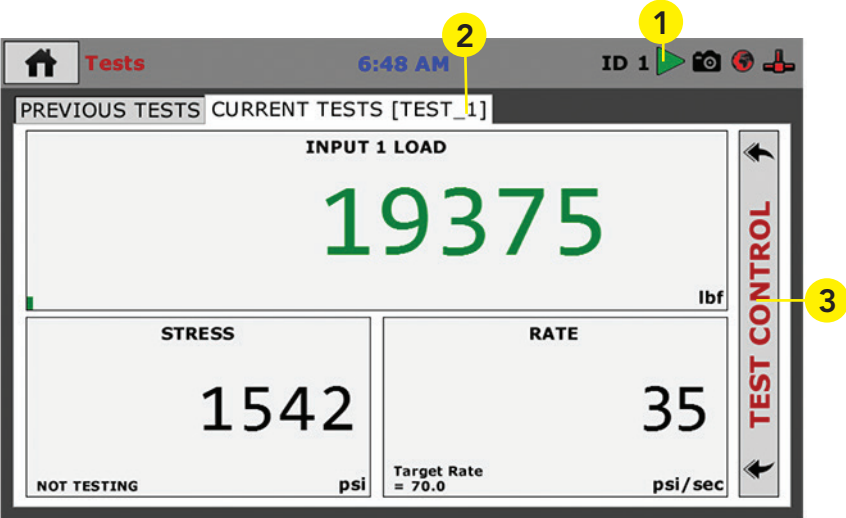 1
2
Tests 6:48 AM ID 1
PREVIOUS TESTS CURRENT TESTS [TEST_1]
INPUT 1 LOAD
19375
lbf
STRESS
1542
NOT TESTING psi
RATE
35
Target Rate
= 70.0 psi/sec
TEST CONTROL
3